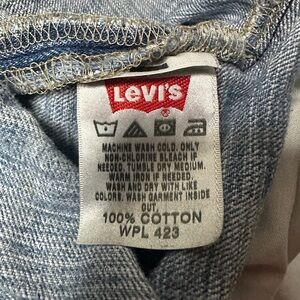 Levi's
®
MACHINE WASH COLD. ONLY
NON-CHLORINE BLEACH IF
NEEDED. TUMBLE DRY MEDIUM.
WARM IRON IF NEEDED.
WASH AND DRY WITH LIKE
COLORS. WASH GARMENT INSIDE
OUT.
100% COTTON
WPL 423